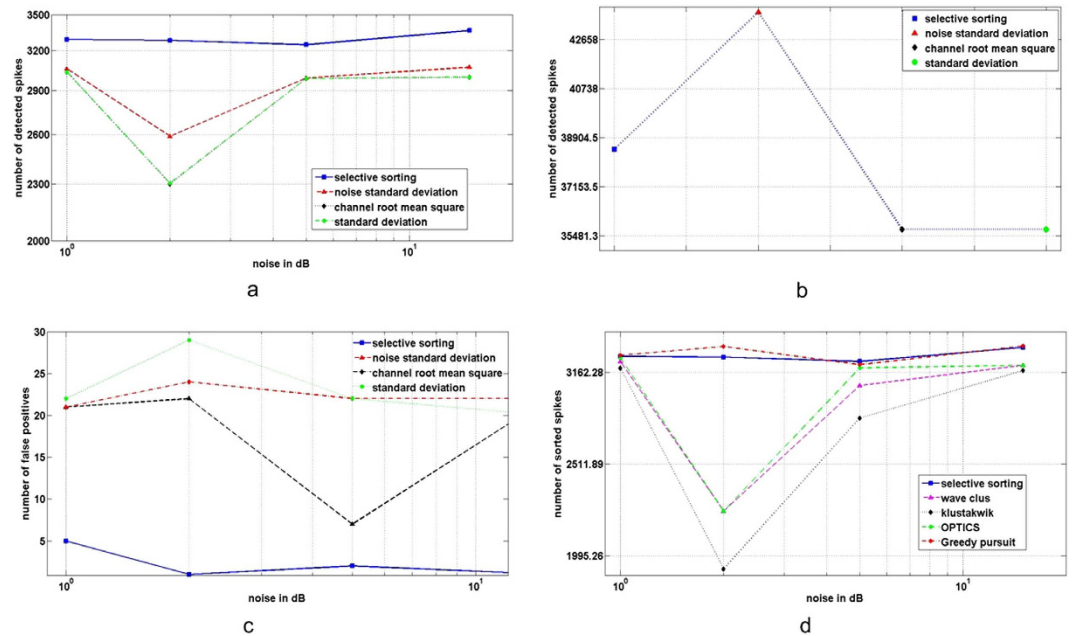 3500
3200
2900
2600
2300
2000
number of detected spikes
selective sorting
noise standard deviation
channel root mean square
standard deviation
10^0
10^1
noise in dB
a
42658
40738
38904.5
37153.5
35481.3
number of detected spikes
selective sorting
noise standard deviation
channel root mean square
standard deviation
b
30
25
20
15
10
5
number of false positives
selective sorting
noise standard deviation
channel root mean square
standard deviation
10^0
10^1
noise in dB
c
3162.28
2511.89
1995.26
number of sorted spikes
selective sorting
wave clus
klustakwik
OPTICS
Greedy pursuit
10^0
10^1
noise in dB
d